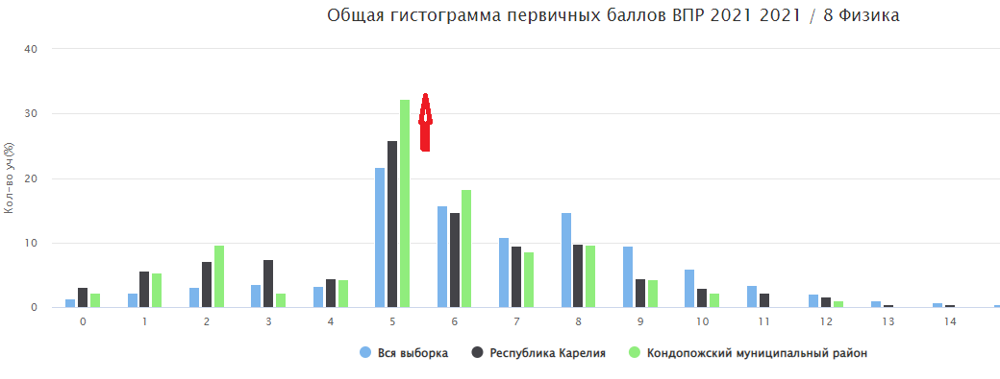 Общая гистограмма первичных баллов ВПР 2021 2021 / 8 Физика
Кол-во уч(%)
40
30
20
10
0
0 1 2 3 4 5 6 7 8 9 10 11 12 13 14
Вся выборка Республика Карелия Кондопожский муниципальный район